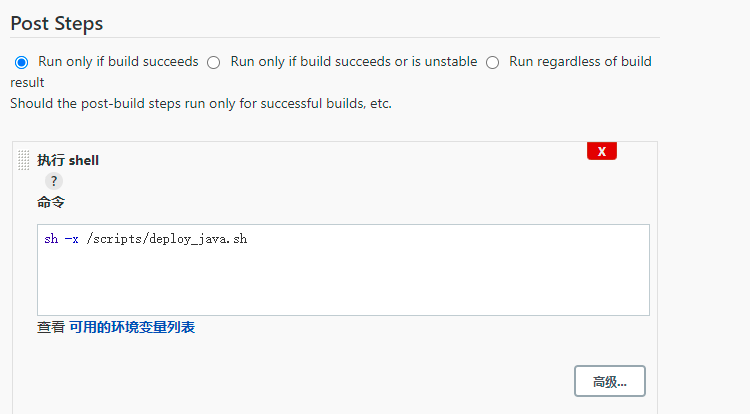 Post Steps
Run only if build succeeds Run only if build succeeds or is unstable Run regardless of build
result
Should the post-build steps run only for successful builds, etc.
X
执行 shell
?
命令
sh -x /scripts/deploy_java.sh
查看 可用的环境变量列表
高级...